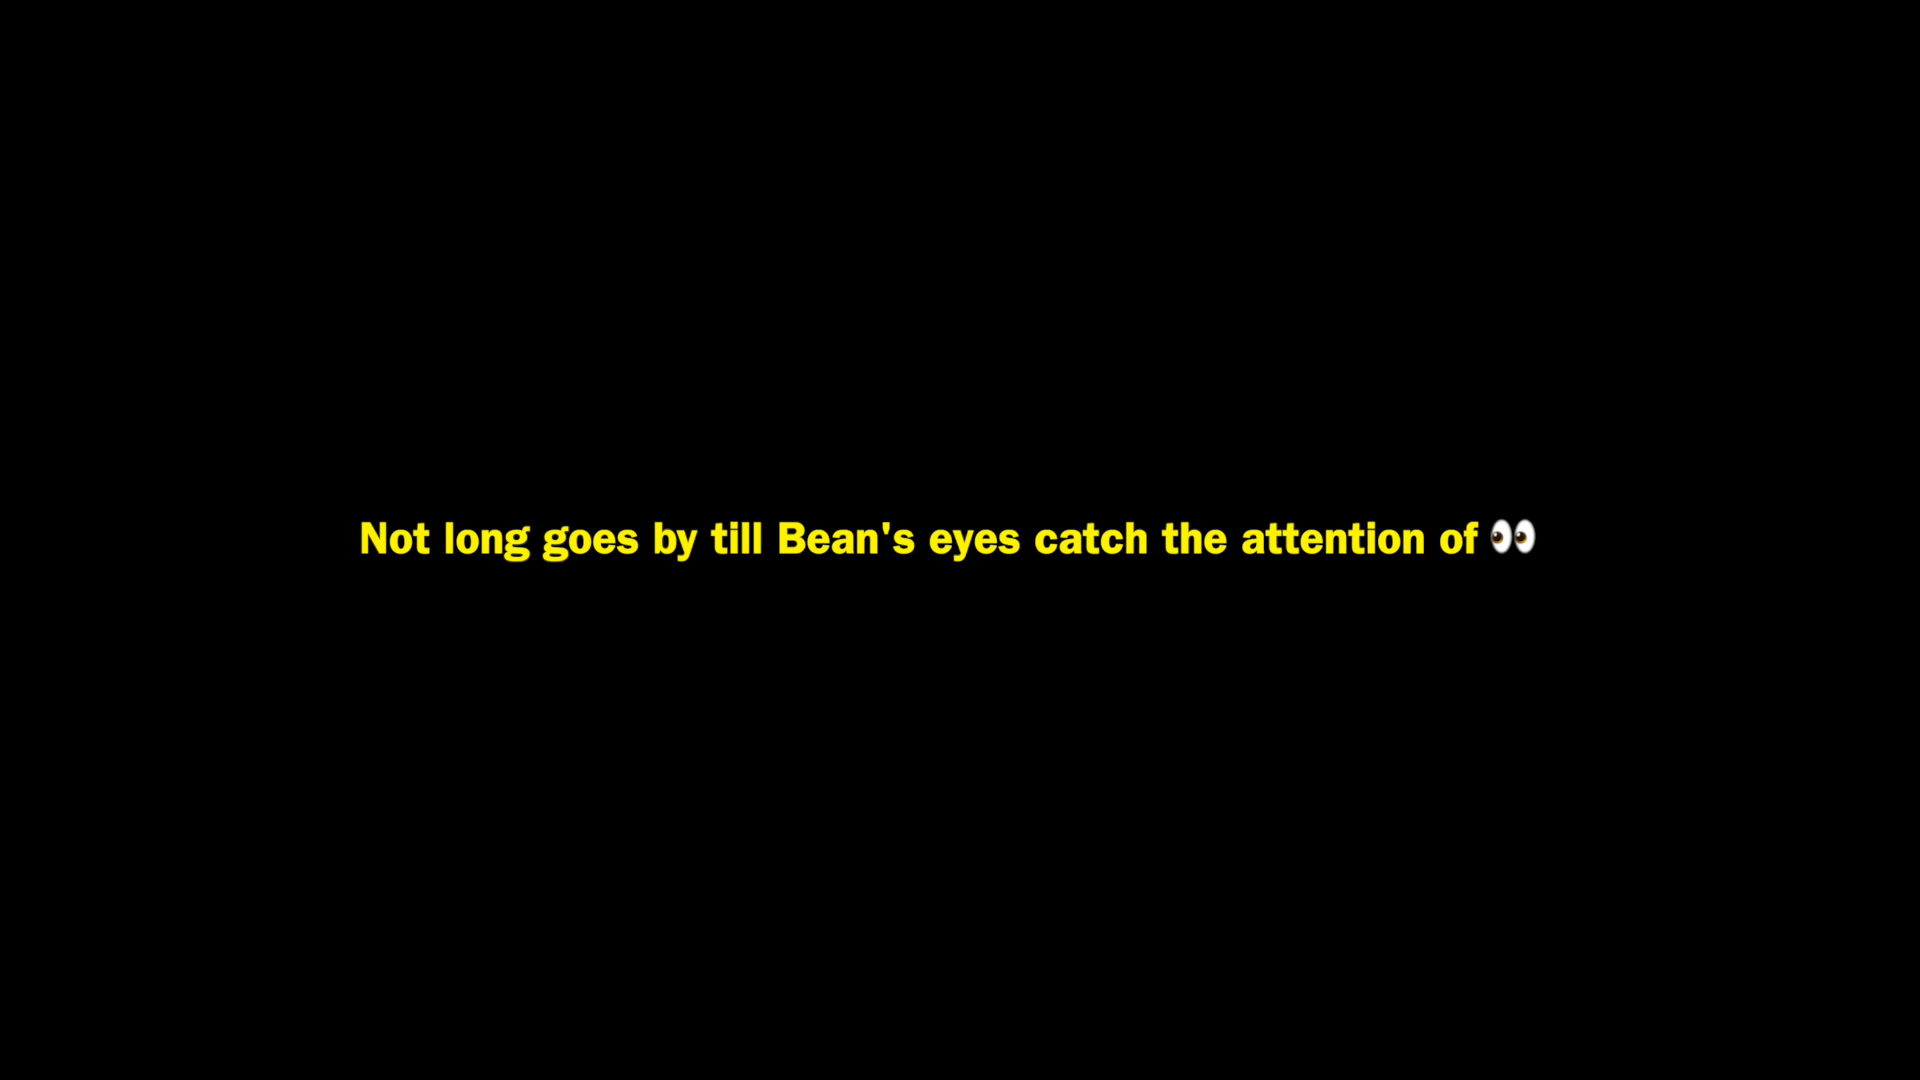 Not long goes by till Bean's eyes catch the attention of 👀